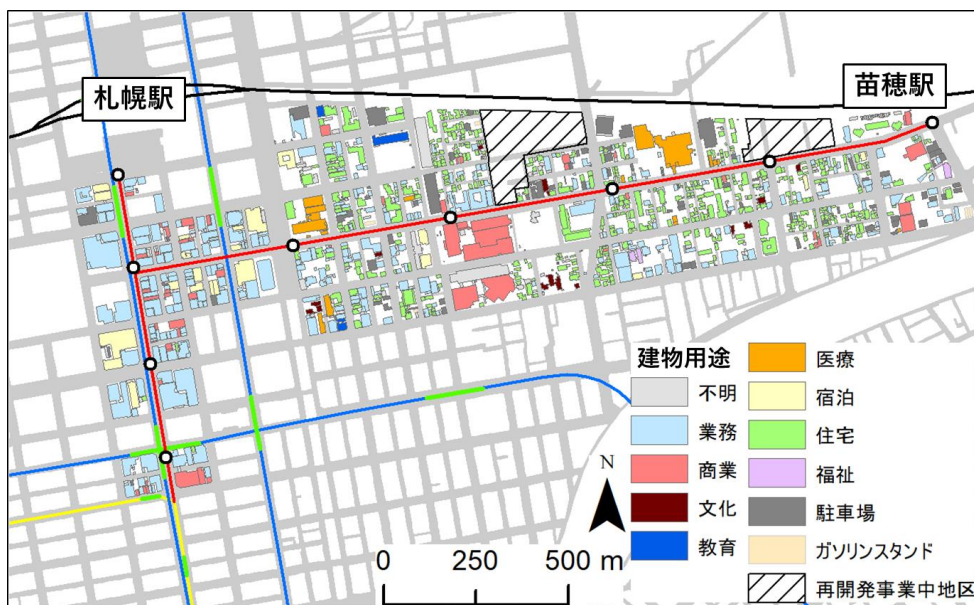 札幌駅
苗穂駅
建物用途
不明
業務
商業
文化
教育
医療
宿泊
住宅
福祉
駐車場
ガソリンスタンド
再開発事業中地区
N
0 250 500 m